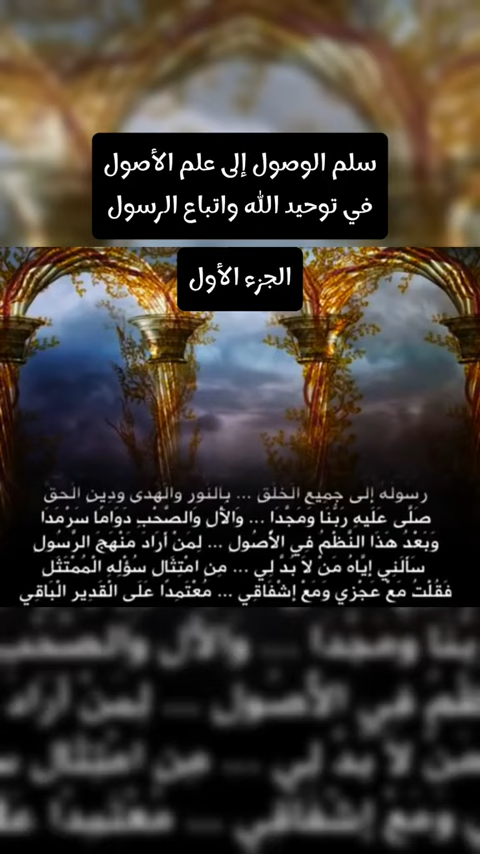 سلم الوصول إلى علم الأصول
في توحيد الله واتباع الرسول
الجزء الأول
رسوله إلى جميع الخلق ... بالنور والهدى ودين الحق
صلى عليه ربنا ومجدا ... والآل والصحب دواما سرمدا
وبعد هذا النظم في الأصول ... لمن أراد منهج الرسول
سألني إياه من لا بد لي ... من امتثال سؤله الممتثل
فقلت مع عجزي ومع إشفاقي ... معتمدا على القدير الباقي